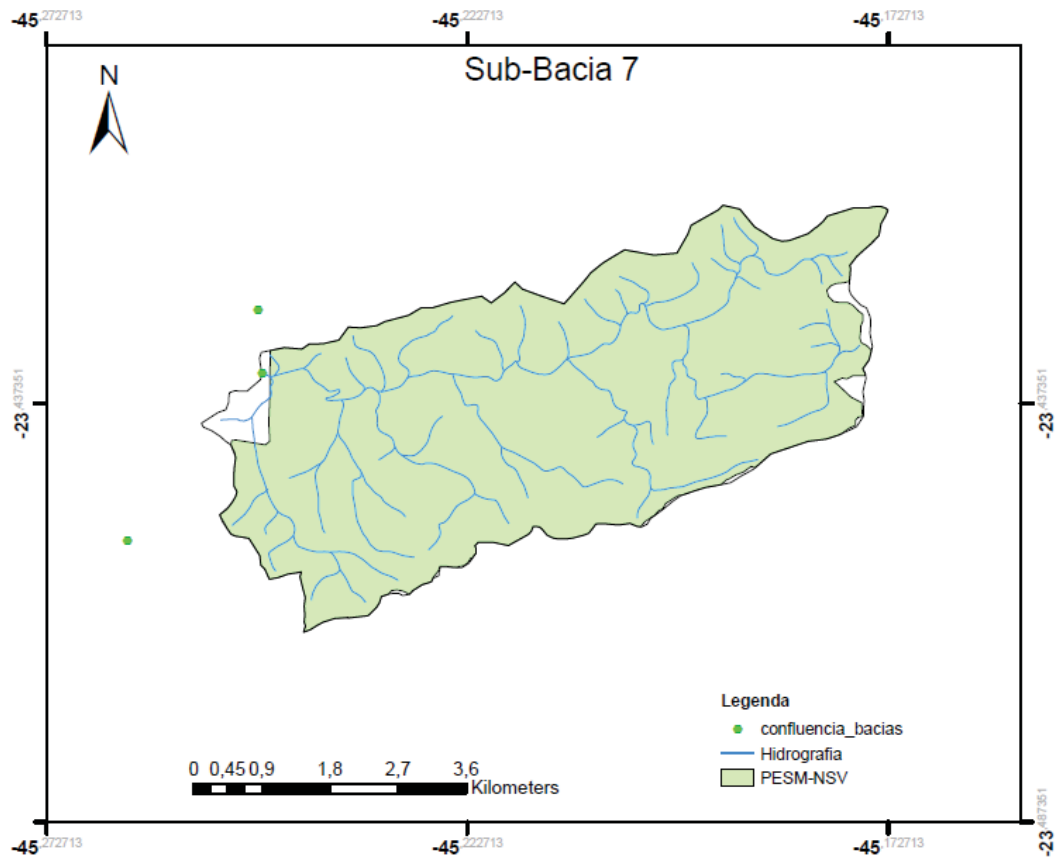 -45,272713 -45,222713 -45,172713
Sub-Bacia 7
N
-23,437351 -23,437351
Legenda
confluencia_bacias
Hidrografia
PESM-NSV
0 0,45 0,9 1,8 2,7 3,6
Kilometers
-23,487351
-45,272713 -45,222713 -45,172713